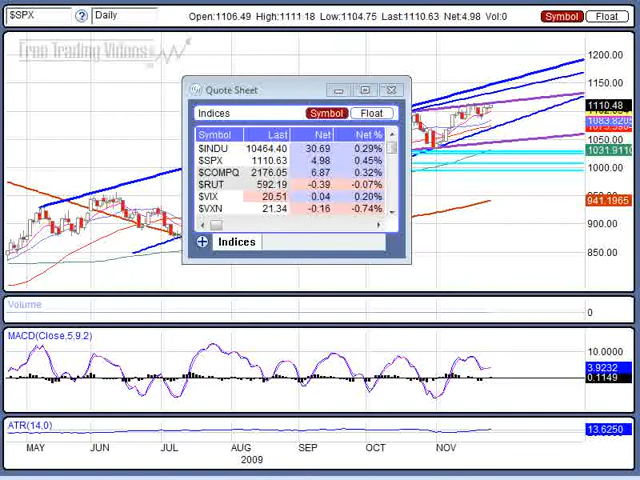 $SPX ? Daily Open:1106.49 High:1111.18 Low:1104.75 Last:1110.63 Net:4.98 Vol:0 Symbol Float
Free Trading Videos
Quote Sheet
Indices Symbol Float
Symbol Last Net Net %
$INDU 10464.40 30.69 0.29%
$SPX 1110.63 4.98 0.45%
$COMPQ 2176.05 6.87 0.32%
$RUT 592.19 -0.39 -0.07%
$VIX 20.51 0.04 0.20%
$VXN 21.34 -0.16 -0.74%
Indices
1200.00
1150.00
1110.48
1083.820
1050.00
1031.9110
1000.00
950.00
941.1965
900.00
850.00
Volume
0
MACD(Close,5,9,2)
10.0000
3.9232
0.1149
ATR(14.0)
13.6250
MAY JUN JUL AUG SEP OCT NOV
2009